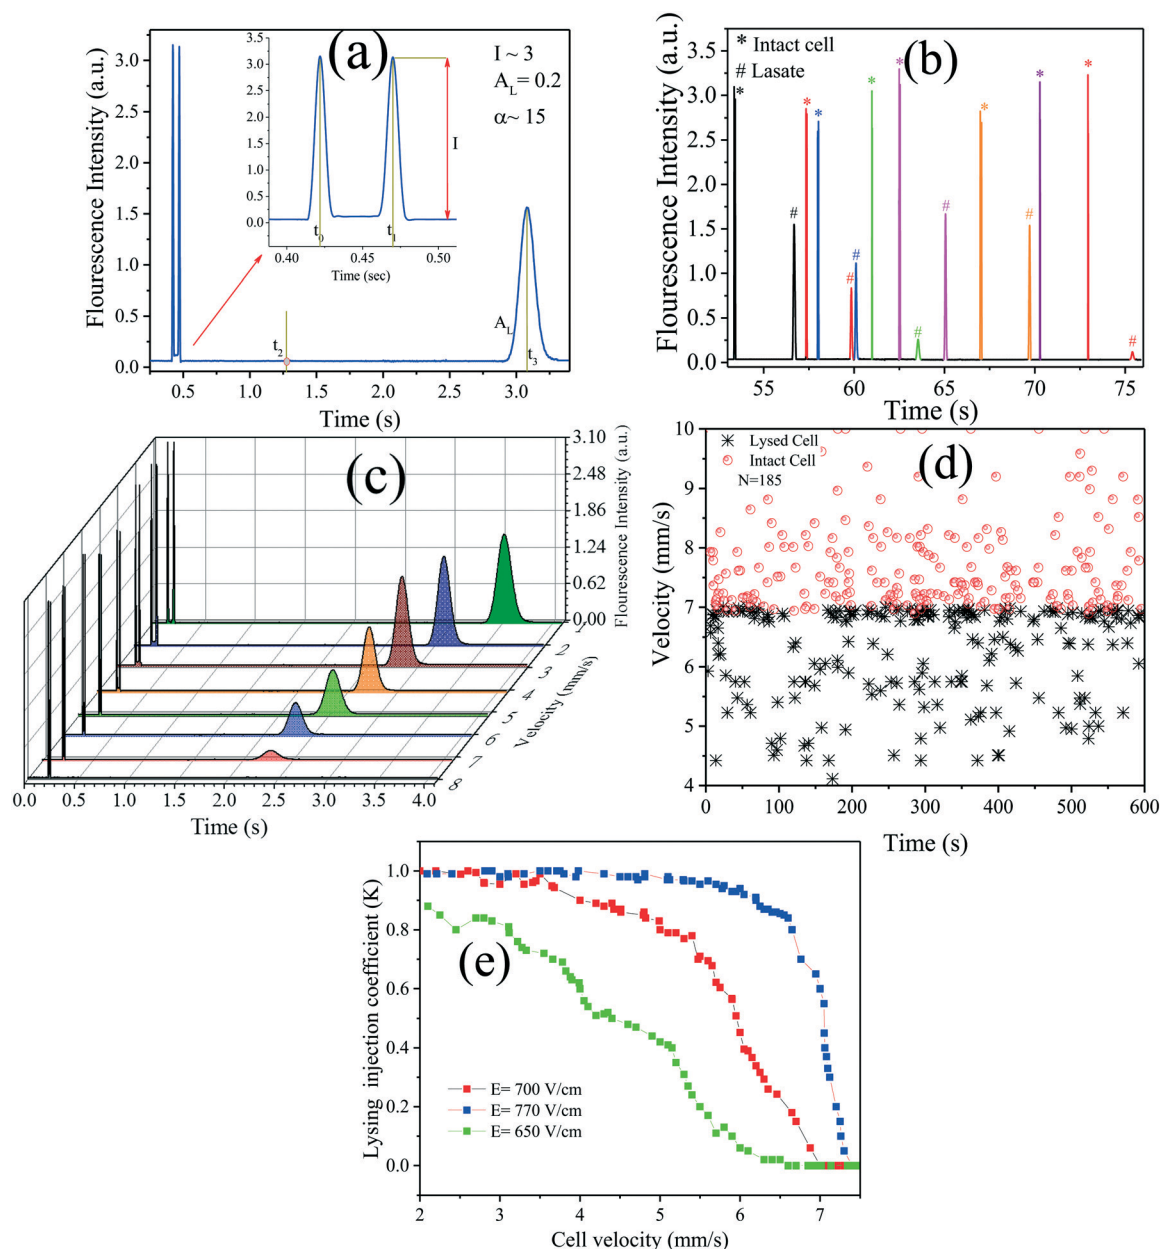 (a)
Flourescence Intensity (a.u.)
3.0
2.5
2.0
1.5
1.0
0.5
0.0
3.5
3.0
2.5
2.0
1.5
1.0
0.5
0.0
t0
t1
I
0.40
0.45
0.50
Time (sec)
I ~ 3
AL= 0.2
α~ 15
t2
AL
t3
0.5
1.0
1.5
2.0
2.5
3.0
Time (s)
(b)
Flourescence Intensity (a.u.)
3.5
3.0
2.5
2.0
1.5
1.0
0.5
0.0
* Intact cell
# Lasate
*
*
*
*
*
*
*
*
#
#
#
#
#
#
#
55
60
65
70
75
Time (s)
(c)
3.10
2.48
1.86
1.24
0.62
0.00
Flourescence Intensity (a.u.)
1
2
3
4
5
6
7
8
Velocity (mm/s)
0.0
0.5
1.0
1.5
2.0
2.5
3.0
3.5
4.0
Time (s)
(d)
Velocity (mm/s)
10
9
8
7
6
5
4
Lysed Cell
Intact Cell
N=185
0
100
200
300
400
500
600
Time (s)
(e)
Lysing injection coefficient (K)
1.0
0.8
0.6
0.4
0.2
0.0
E= 700 V/cm
E= 770 V/cm
E= 650 V/cm
2
3
4
5
6
7
Cell velocity (mm/s)